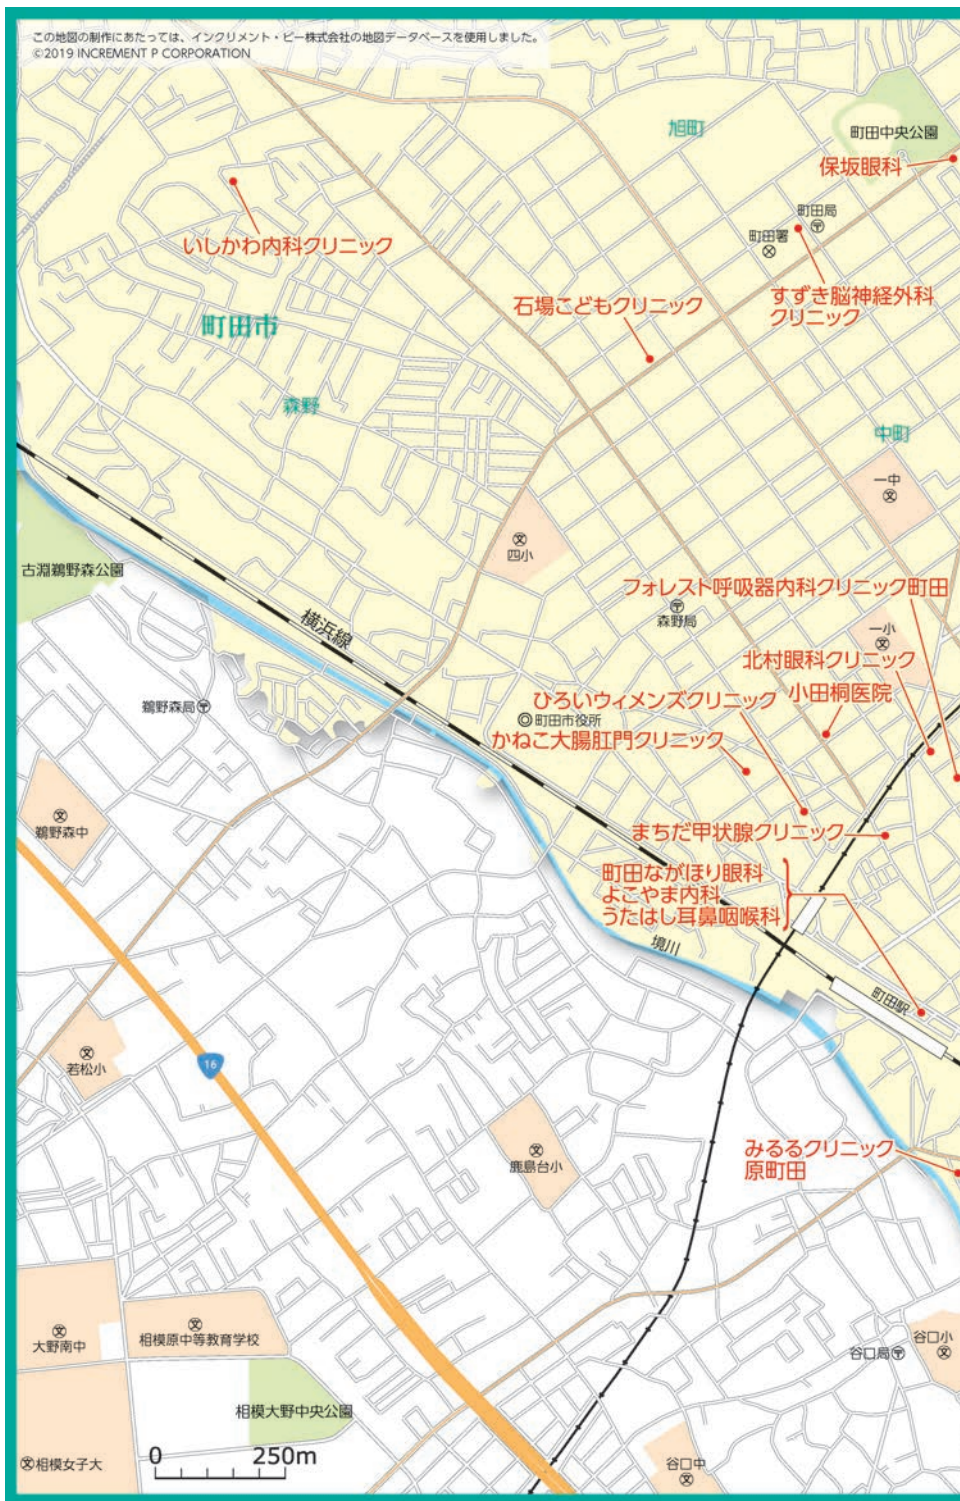 この地図の制作にあたっては、インクリメント・ピー株式会社の地図データベースを使用しました。
©2019 INCREMENT P CORPORATION
旭町
町田中央公園
保坂眼科
町田局
町田署
いしかわ内科クリニック
すずき脳神経外科
クリニック
石場こどもクリニック
町田市
森野
中町
一中
文
文
四小
古淵鵜野森公園
フォレスト呼吸器内科クリニック町田
森野局
横浜線
一小
文
北村眼科クリニック
小田桐医院
ひろいウィメンズクリニック
鵜野森局
町田市役所
かねこ大腸肛門クリニック
文
鵜野森中
まちだ甲状腺クリニック
町田ながほり眼科
よこやま内科
うたはし耳鼻咽喉科
境川
町田駅
文
若松小
16
文
鹿島台小
みるるクリニック
原町田
文
大野南中
文
相模原中等教育学校
谷口小
文
谷口局
相模大野中央公園
0 250m
文相模女子大
谷口中
文